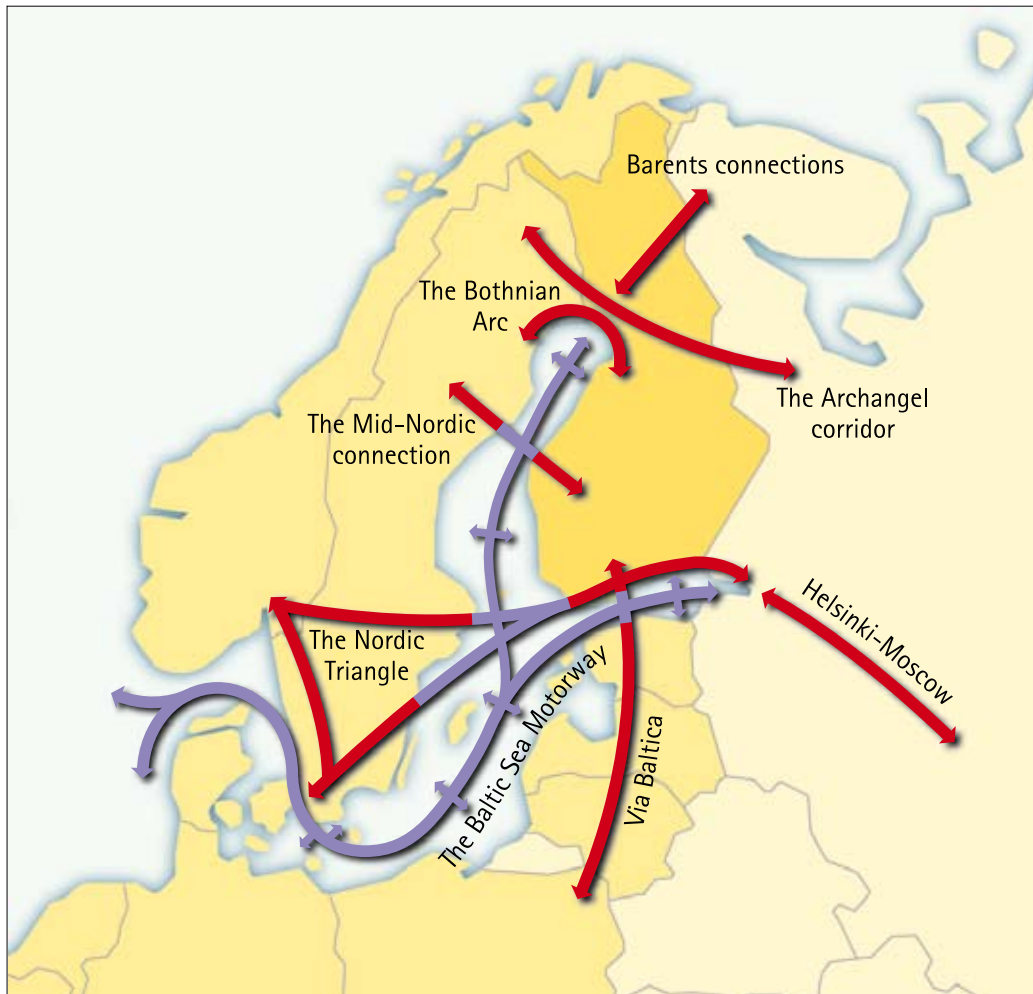 Barents connections
The Bothnian
Arc
The Archangel
corridor
The Mid-Nordic
connection
Helsinki-Moscow
The Nordic
Triangle
The Baltic Sea Motorway
Via Baltica